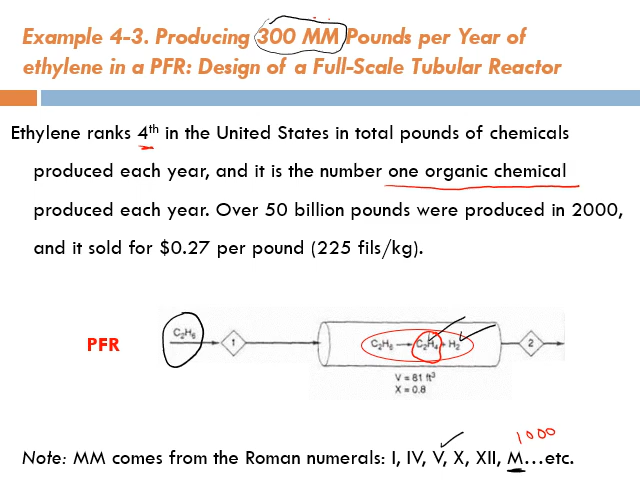 Example 4-3. Producing 300 MM Pounds per Year of
ethylene in a PFR: Design of a Full-Scale Tubular Reactor
Ethylene ranks 4th in the United States in total pounds of chemicals
produced each year, and it is the number one organic chemical
produced each year. Over 50 billion pounds were produced in 2000,
and it sold for $0.27 per pound (225 fils/kg).
PFR
C₂H₆
1
C₂H₆ → C₂H₄ + H₂
2
V = 81 ft³
X = 0.8
1000
Note: MM comes from the Roman numerals: I, IV, V, X, XII, M...etc.